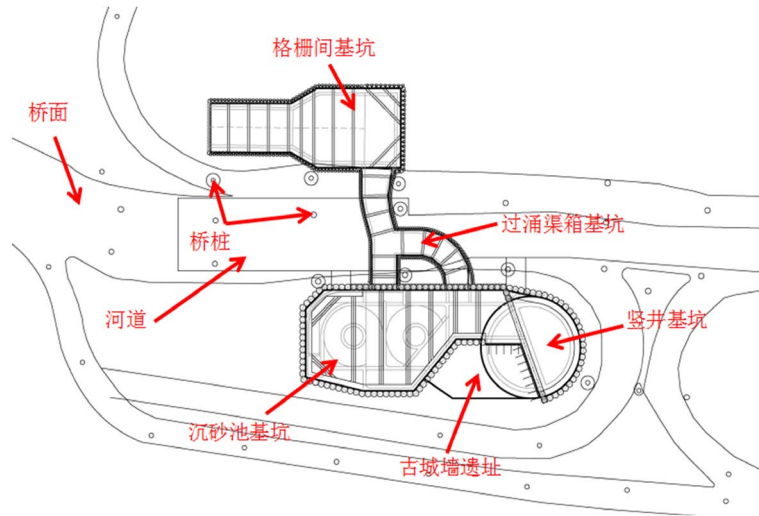 格栅间基坑
桥面
过涌渠箱基坑
桥桩
河道
竖井基坑
沉砂池基坑
古城墙遗址